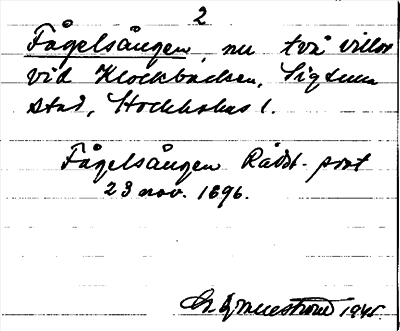 2
Fågelsången, nu två villor
vid Klockbacken, Sigtuna
stad, Stockholms l.
Fågelsången Rådst. prot
23 nov. 1696.
1945.